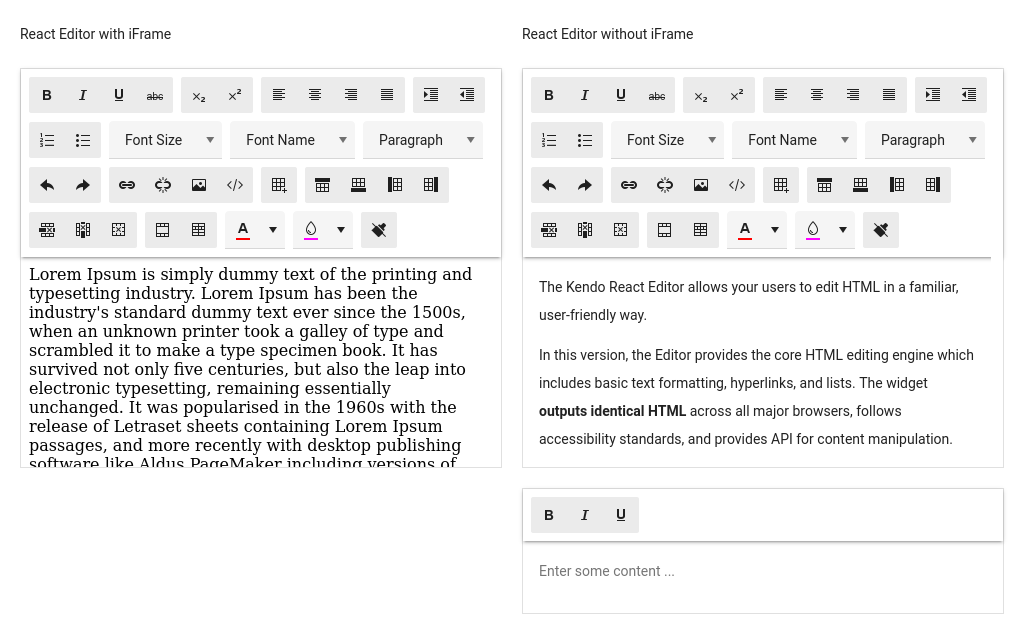 React Editor with iFrame
B I U abc X₂ X²
Font Size Font Name Paragraph
A
Lorem Ipsum is simply dummy text of the printing and
typesetting industry. Lorem Ipsum has been the
industry's standard dummy text ever since the 1500s,
when an unknown printer took a galley of type and
scrambled it to make a type specimen book. It has
survived not only five centuries, but also the leap into
electronic typesetting, remaining essentially
unchanged. It was popularised in the 1960s with the
release of Letraset sheets containing Lorem Ipsum
passages, and more recently with desktop publishing
software like Aldus PageMaker including versions of
React Editor without iFrame
B I U abc X₂ X²
Font Size Font Name Paragraph
A
The Kendo React Editor allows your users to edit HTML in a familiar,
user-friendly way.
In this version, the Editor provides the core HTML editing engine which
includes basic text formatting, hyperlinks, and lists. The widget
outputs identical HTML across all major browsers, follows
accessibility standards, and provides API for content manipulation.
B I U
Enter some content ...